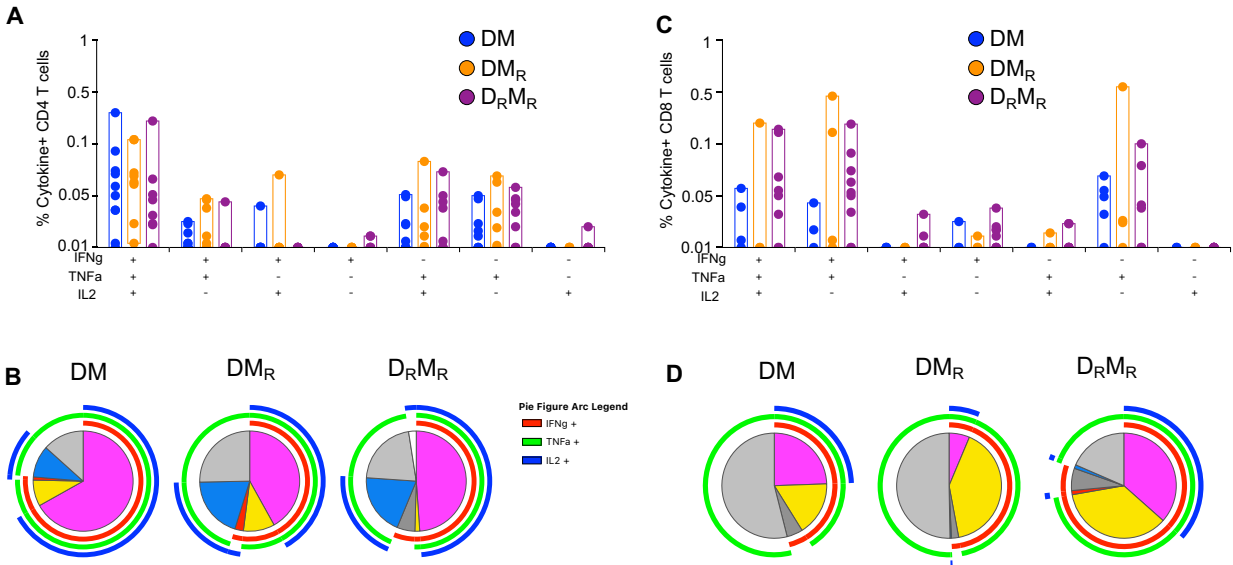 A
% Cytokine+ CD4 T cells
1
0.5
0.1
0.05
0.01
DM
DMR
DRMR
IFNg + + + + - - -
TNFa + + - - + + -
IL2 + - + - + - +
C
% Cytokine+ CD8 T cells
1
0.5
0.1
0.05
0.01
DM
DMR
DRMR
IFNg + + + + - - -
TNFa + + - - + + -
IL2 + - + - + - +
B
DM
DMR
DRMR
Pie Figure Arc Legend
IFNg +
TNFa +
IL2 +
D
DM
DMR
DRMR